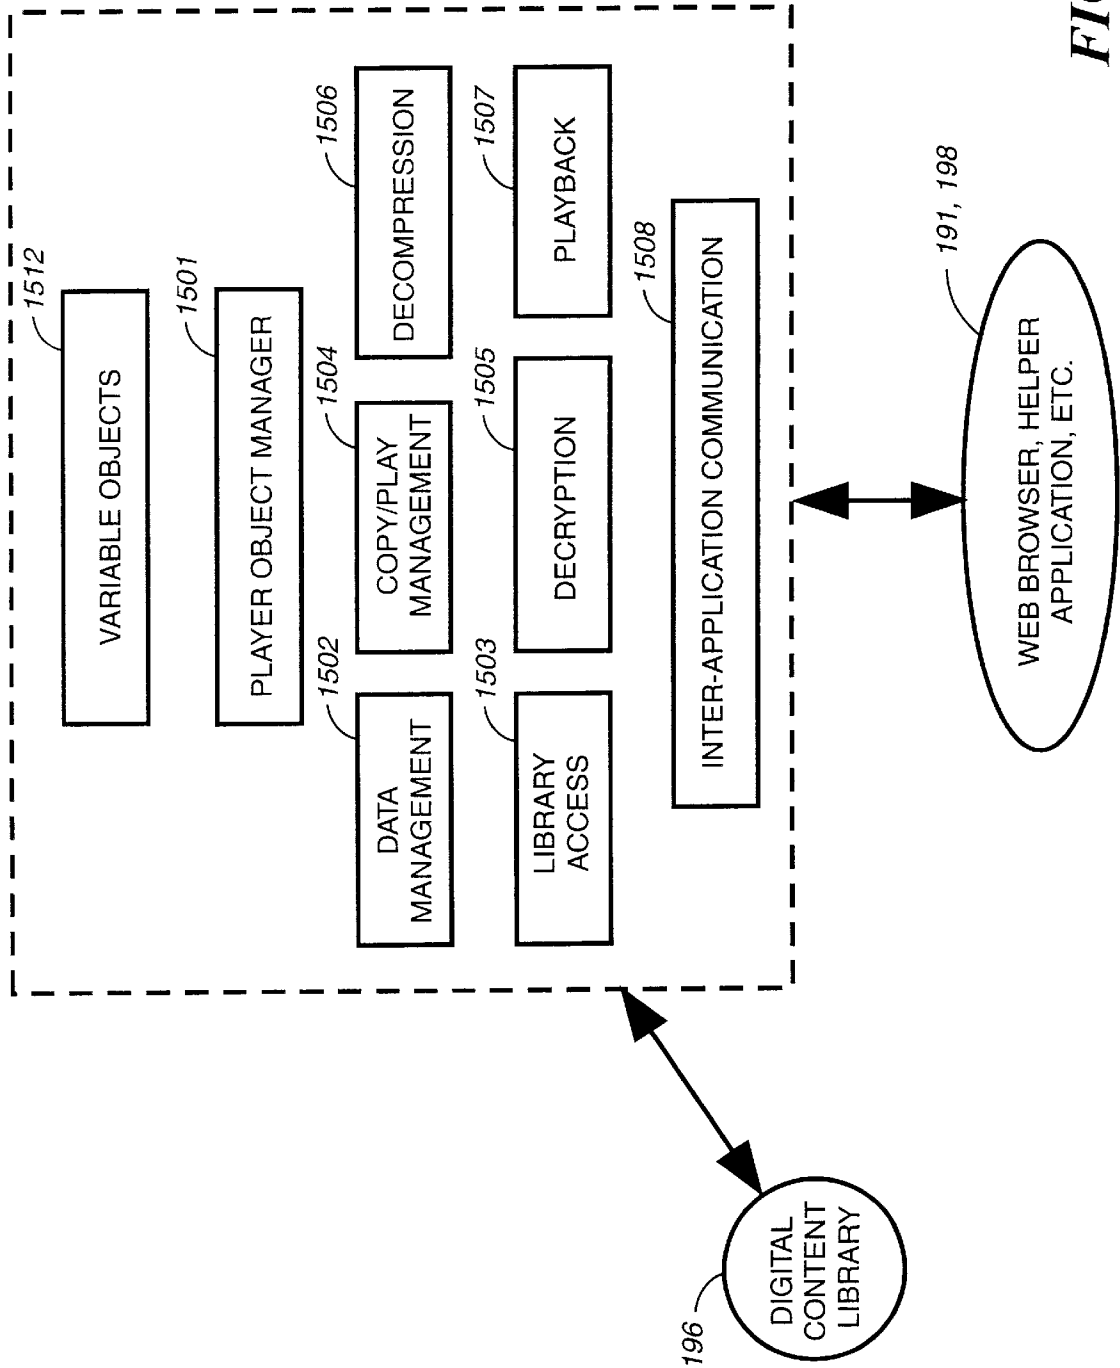 1512
VARIABLE OBJECTS
1501
PLAYER OBJECT MANAGER
1502
DATA
MANAGEMENT
1504
COPY/PLAY
MANAGEMENT
1506
DECOMPRESSION
1503
LIBRARY
ACCESS
1505
DECRYPTION
1507
PLAYBACK
1508
INTER-APPLICATION COMMUNICATION
196
DIGITAL
CONTENT
LIBRARY
191, 198
WEB BROWSER, HELPER
APPLICATION, ETC.